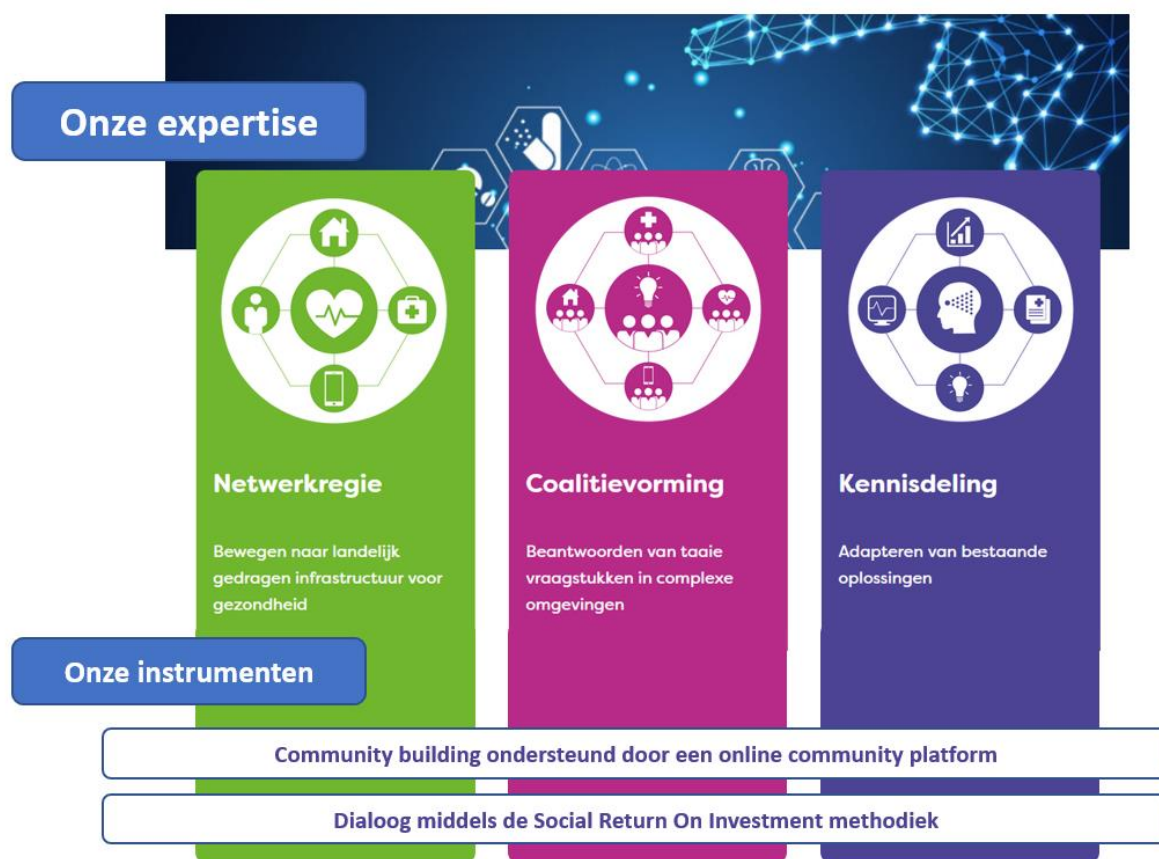 Onze expertise
Netwerkregie
Bewegen naar landelijk
gedragen infrastructuur voor
gezondheid
Coalitievorming
Beantwoorden van taaie
vraagstukken in complexe
omgevingen
Kennisdeling
Adapteren van bestaande
oplossingen
Onze instrumenten
Community building ondersteund door een online community platform
Dialoog middels de Social Return On Investment methodiek